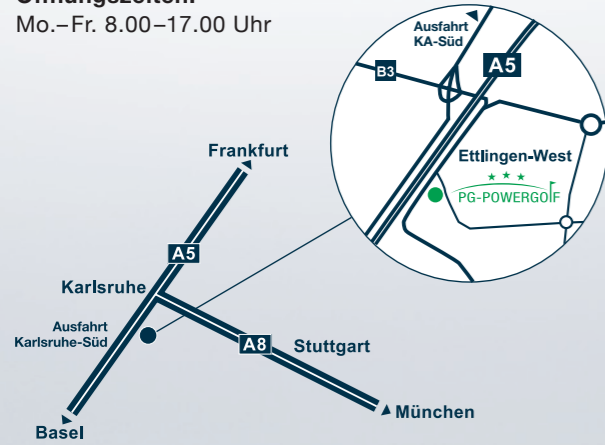 Öffnungszeiten:
Mo.–Fr. 8.00–17.00 Uhr
Ausfahrt
KA-Süd
B3
A5
Ettlingen-West
PG-POWERGOLF
Frankfurt
A5
Karlsruhe
Ausfahrt
Karlsruhe-Süd
A8
Stuttgart
München
Basel